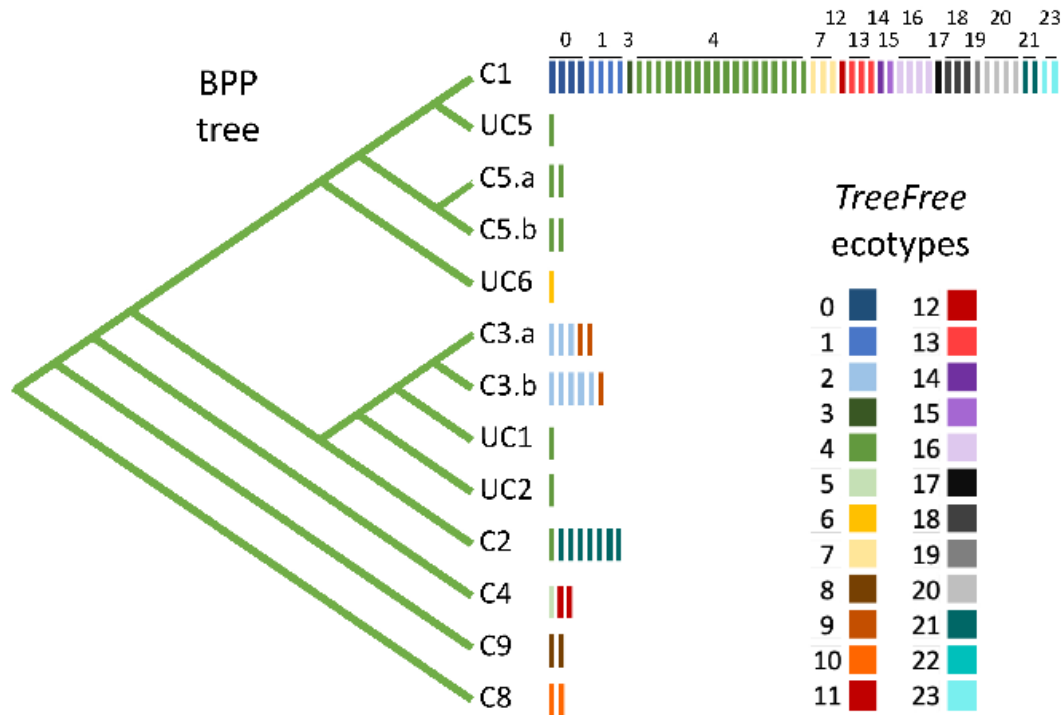 12 14 16 18 20 23
0 1 3 4 7 13 15 17 19 21
BPP
tree
C1
UC5
C5.a
C5.b
UC6
C3.a
C3.b
UC1
UC2
C2
C4
C9
C8
TreeFree
ecotypes
0 12
1 13
2 14
3 15
4 16
5 17
6 18
7 19
8 20
9 21
10 22
11 23